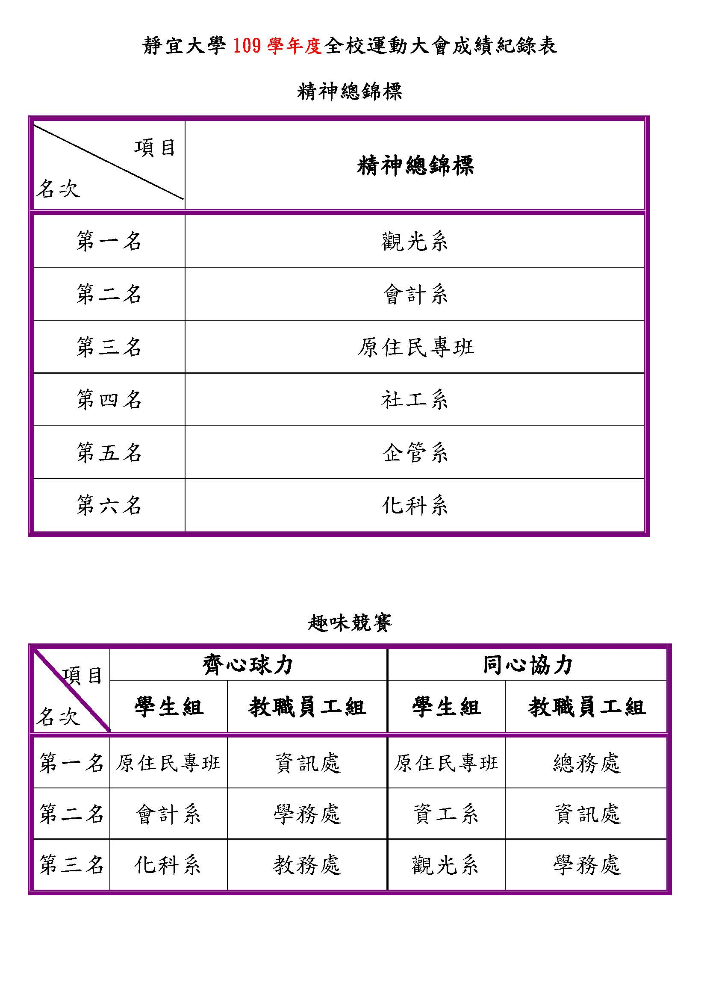 靜宜大學 109 學年度全校運動大會成績紀錄表
精神總錦標
項目
名次
精神總錦標
第一名 觀光系
第二名 會計系
第三名 原住民專班
第四名 社工系
第五名 企管系
第六名 化科系
趣味競賽
項目
名次
齊心球力 同心協力
學生組 教職員工組 學生組 教職員工組
第一名 原住民專班 資訊處 原住民專班 總務處
第二名 會計系 學務處 資工系 資訊處
第三名 化科系 教務處 觀光系 學務處